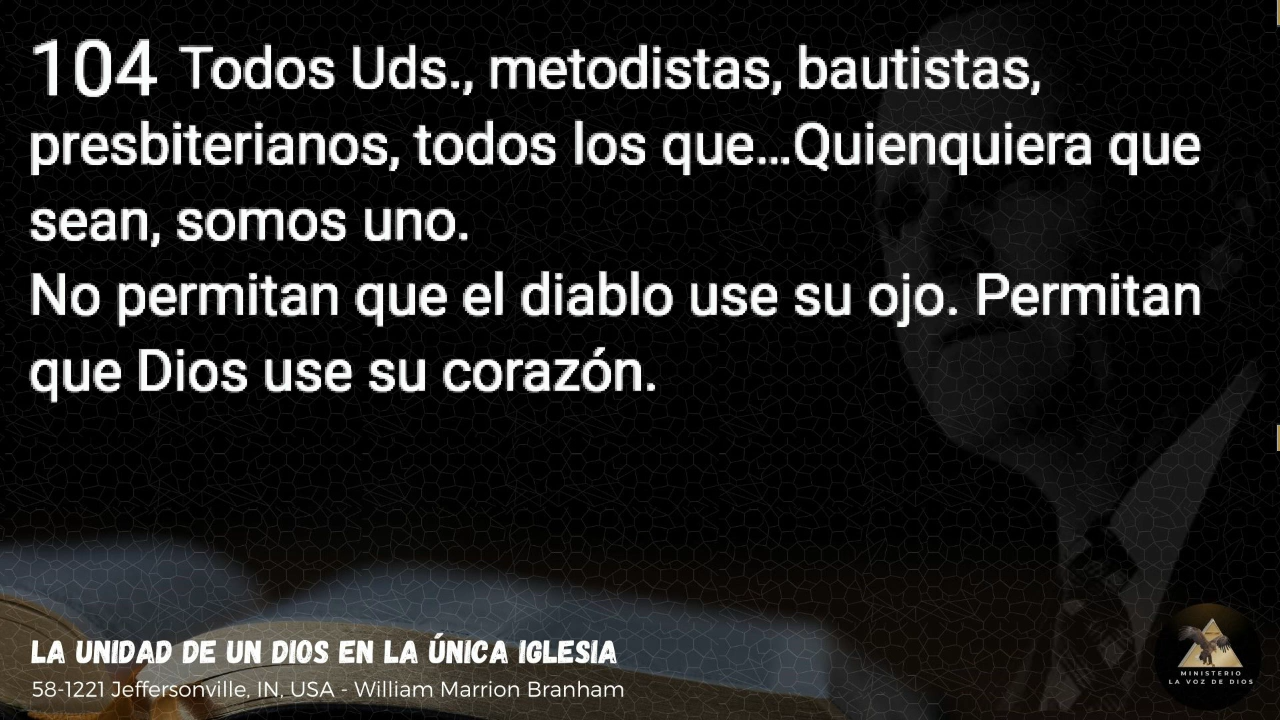 104 Todos Uds., metodistas, bautistas,
presbiterianos, todos los que...Quienquiera que
sean, somos uno.
No permitan que el diablo use su ojo. Permitan
que Dios use su corazón.
LA UNIDAD DE UN DIOS EN LA ÚNICA IGLESIA
58-1221 Jeffersonville, IN, USA - William Marrion Branham
MINISTERIO
LA VOZ DE DIOS